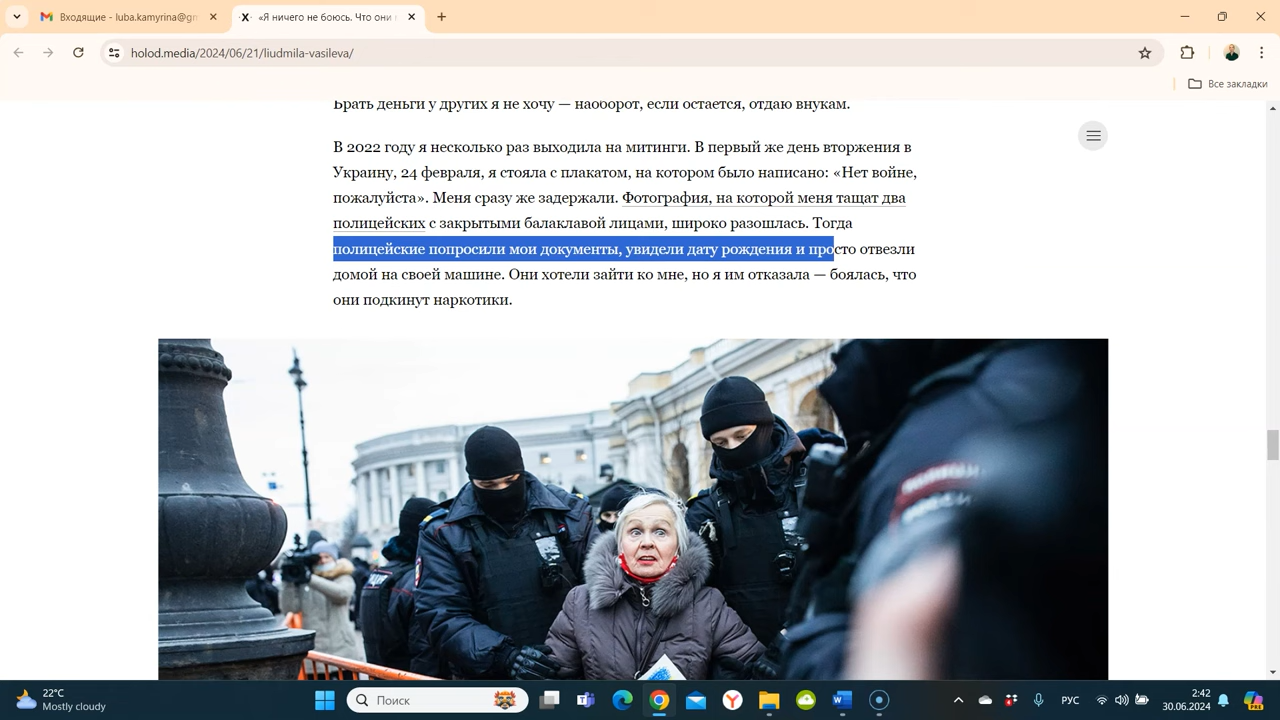 Входящие - luba.kamyrina@gm
«Я ничего не боюсь. Что они
holod.media/2024/06/21/liudmila-vasileva/
Все закладки
Брать деньги у других я не хочу — наоборот, если остается, отдаю внукам.
В 2022 году я несколько раз выходила на митинги. В первый же день вторжения в
Украину, 24 февраля, я стояла с плакатом, на котором было написано: «Нет войне,
пожалуйста». Меня сразу же задержали. Фотография, на которой меня тащат два
полицейских с закрытыми балаклавой лицами, широко разошлась. Тогда
полицейские попросили мои документы, увидели дату рождения и просто отвезли
домой на своей машине. Они хотели зайти ко мне, но я им отказала — боялась, что
они подкинут наркотики.
22°C
Mostly cloudy
Поиск
РУС
2:42
30.06.2024